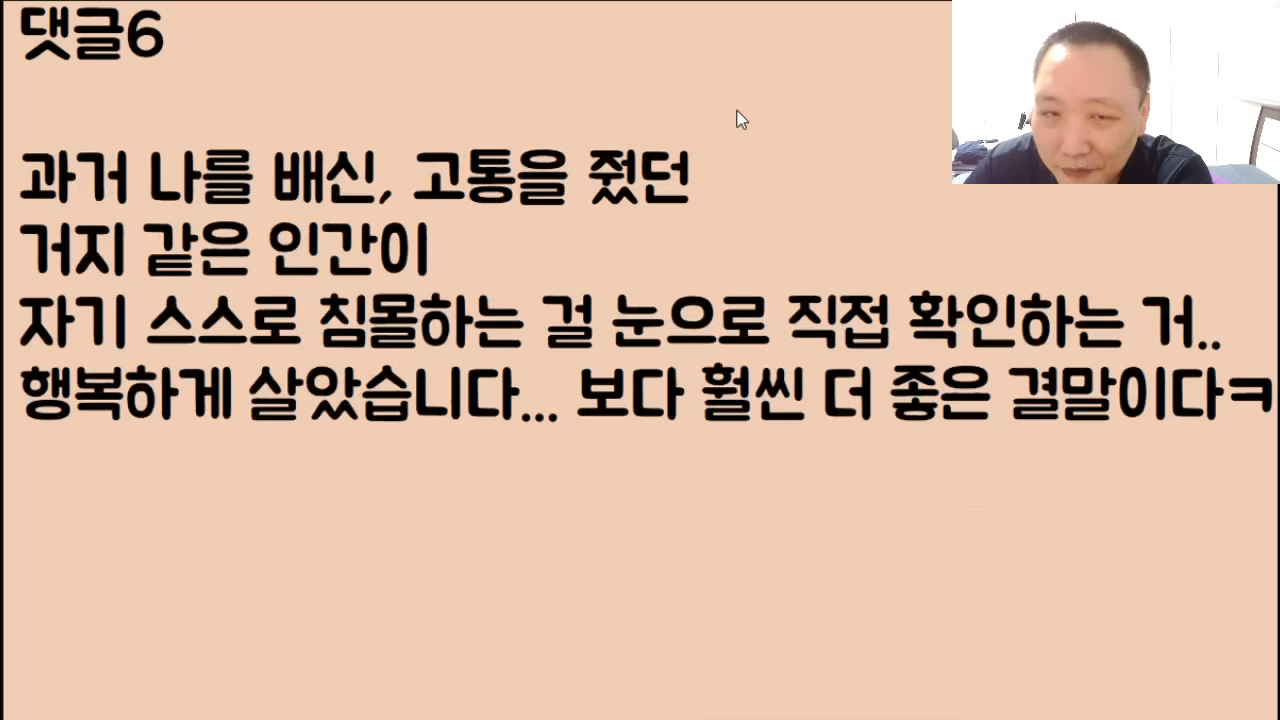 댓글6
과거 나를 배신, 고통을 줬던
거지 같은 인간이
자기 스스로 침몰하는 걸 눈으로 직접 확인하는 거..
행복하게 살았습니다... 보다 훨씬 더 좋은 결말이다ㅋ